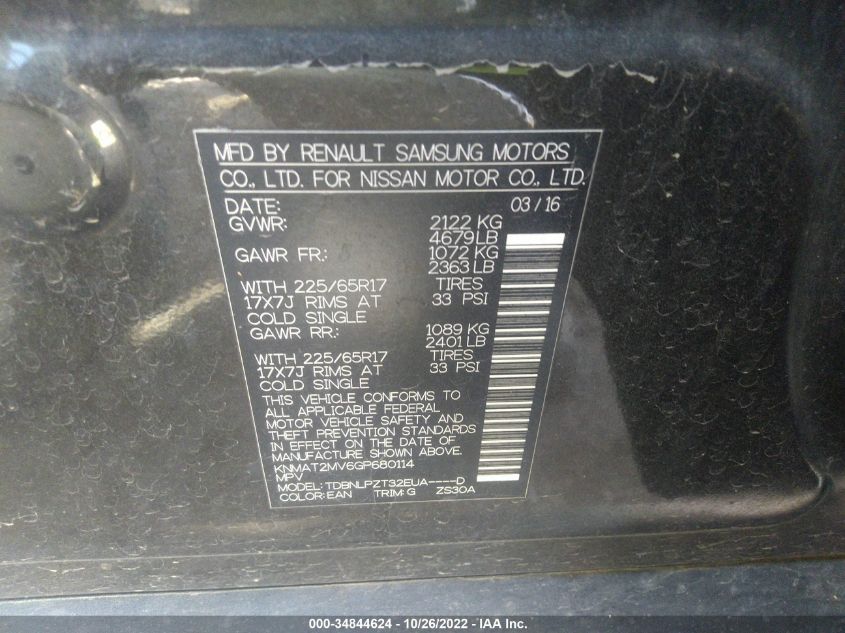 MFD BY RENAULT SAMSUNG MOTORS
CO., LTD. FOR NISSAN MOTOR CO., LTD.
DATE: 03/16
GVWR: 2122 KG
4679 LB
GAWR FR: 1072 KG
2363 LB
WITH 225/65R17 TIRES
17X7J RIMS AT 33 PSI
COLD SINGLE
GAWR RR: 1089 KG
2401 LB
WITH 225/65R17 TIRES
17X7J RIMS AT 33 PSI
COLD SINGLE
THIS VEHICLE CONFORMS TO
ALL APPLICABLE FEDERAL
MOTOR VEHICLE SAFETY AND
THEFT PREVENTION STANDARDS
IN EFFECT ON THE DATE OF
MANUFACTURE SHOWN ABOVE.
KNMAT2MV6GP680114
MPV
MODEL: TDBNLPZT32EUA----D
COLOR: EAN TRIM: G ZS30A
000-34844624 - 10/26/2022 - IAA Inc.